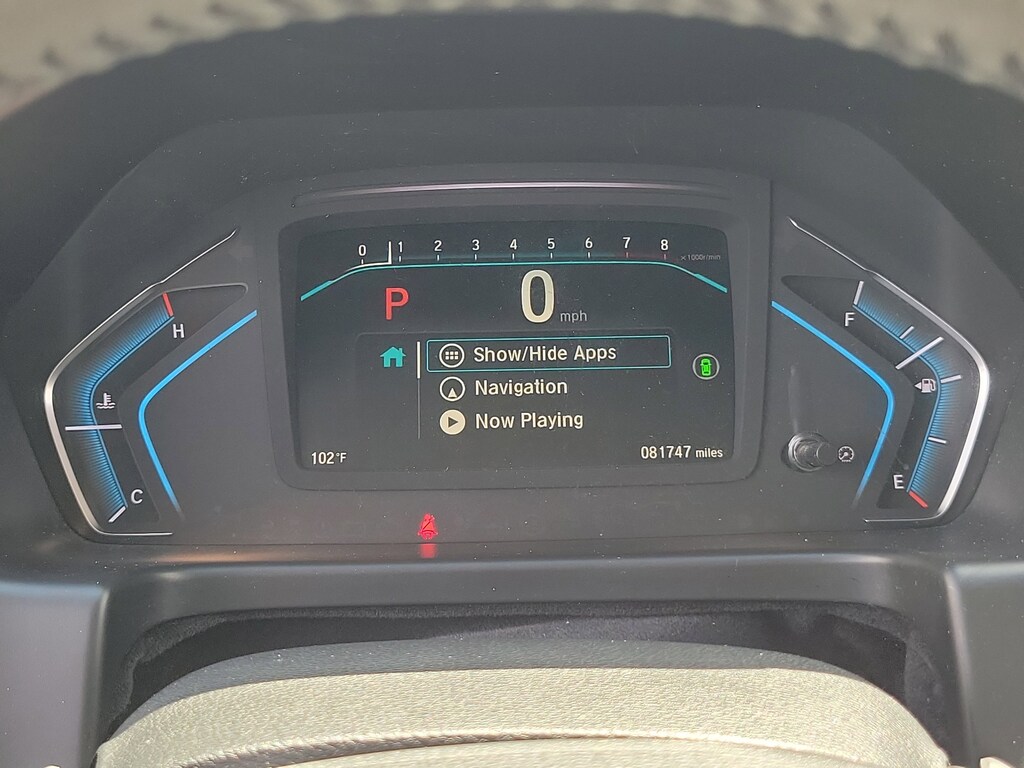 0 1 2 3 4 5 6 7 8 ×1000r/min
P 0 mph
H
F
Show/Hide Apps
Navigation
Now Playing
102°F
081747 miles
C
E